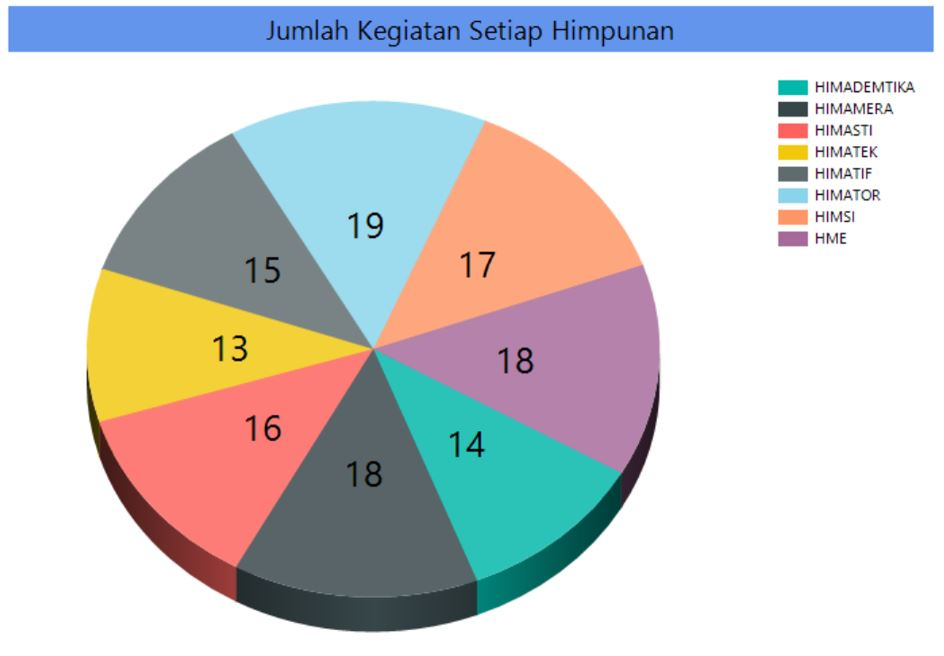 Jumlah Kegiatan Setiap Himpunan
HIMADEMTIKA
HIMAMERA
HIMASTI
HIMATEK
HIMATIF
HIMATOR
HIMSI
HME
19
17
15
13
18
16
14
18